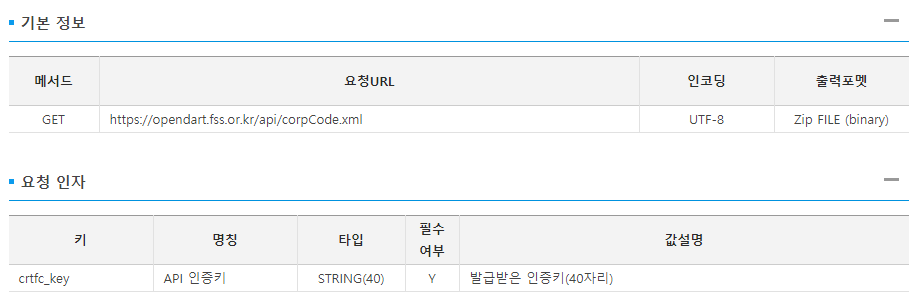 기본 정보
메서드 요청URL 인코딩 출력포멧
GET https://opendart.fss.or.kr/api/corpCode.xml UTF-8 Zip FILE (binary)
요청 인자
키 명칭 타입 필수 여부 값설명
crtfc_key API 인증키 STRING(40) Y 발급받은 인증키(40자리)